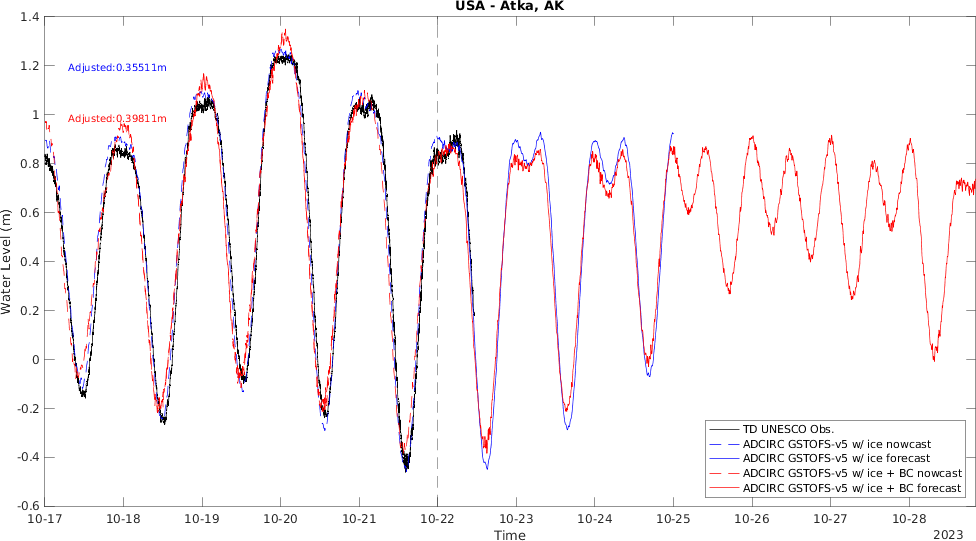 USA - Atka, AK
1.4
1.2
1
0.8
0.6
0.4
0.2
0
-0.2
-0.4
-0.6
Water Level (m)
Adjusted:0.35511m
Adjusted:0.39811m
TD UNESCO Obs.
ADCIRC GSTOFS-v5 w/ ice nowcast
ADCIRC GSTOFS-v5 w/ ice forecast
ADCIRC GSTOFS-v5 w/ ice + BC nowcast
ADCIRC GSTOFS-v5 w/ ice + BC forecast
10-17 10-18 10-19 10-20 10-21 10-22 10-23 10-24 10-25 10-26 10-27 10-28
Time
2023